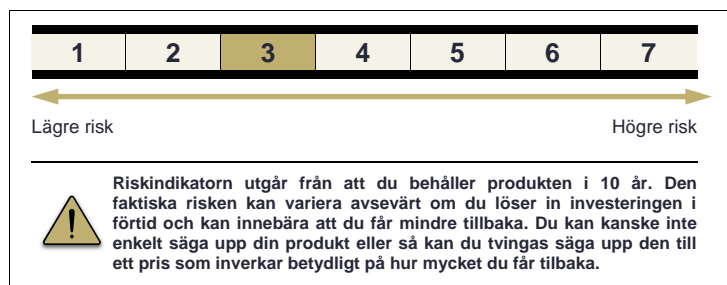 1 2 3 4 5 6 7
Lägre risk Högre risk
Riskindikatorn utgår från att du behåller produkten i 10 år. Den
faktiska risken kan variera avsevärt om du löser in investeringen i
förtid och kan innebära att du får mindre tillbaka. Du kan kanske inte
enkelt säga upp din produkt eller så kan du tvingas säga upp den till
ett pris som inverkar betydligt på hur mycket du får tilbaka.